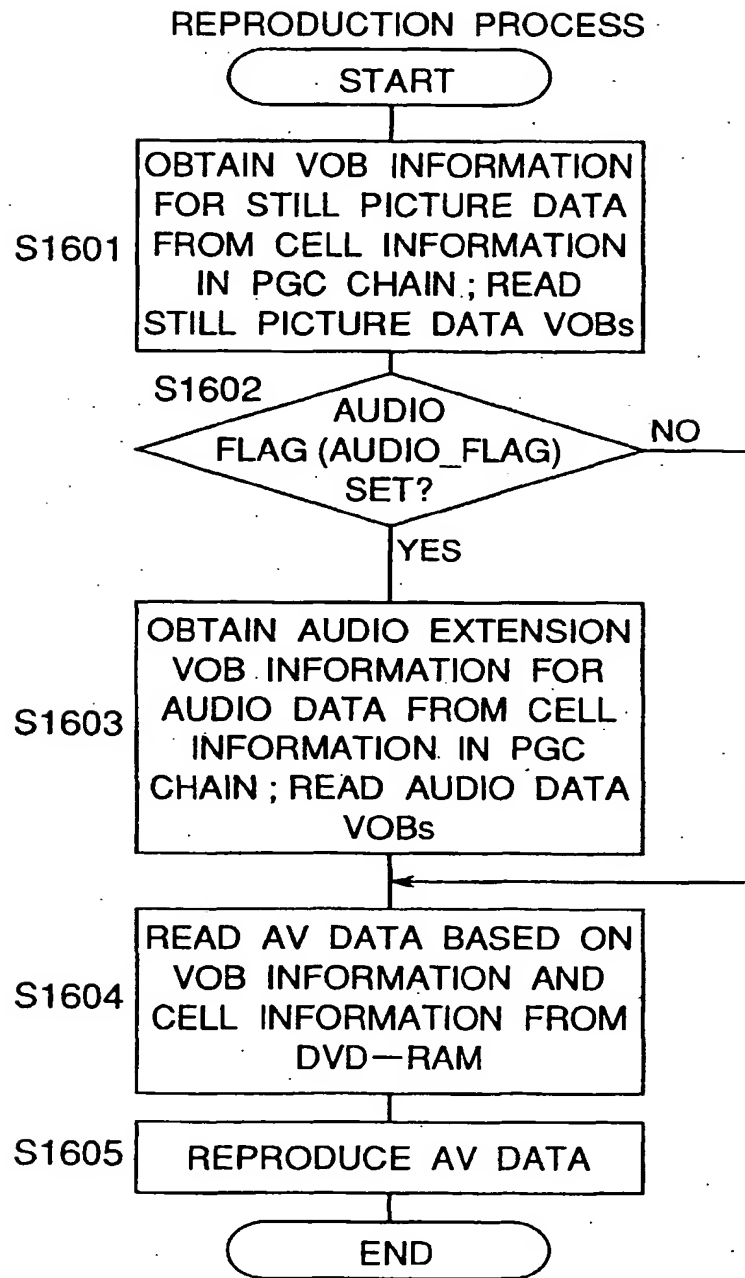 REPRODUCTION PROCESS
START
S1601
OBTAIN VOB INFORMATION
FOR STILL PICTURE DATA
FROM CELL INFORMATION
IN PGC CHAIN ; READ
STILL PICTURE DATA VOBs
S1602
AUDIO
FLAG (AUDIO_FLAG)
SET?
NO
YES
S1603
OBTAIN AUDIO EXTENSION
VOB INFORMATION FOR
AUDIO DATA FROM CELL
INFORMATION IN PGC
CHAIN ; READ AUDIO DATA
VOBs
S1604
READ AV DATA BASED ON
VOB INFORMATION AND
CELL INFORMATION FROM
DVD—RAM
S1605
REPRODUCE AV DATA
END